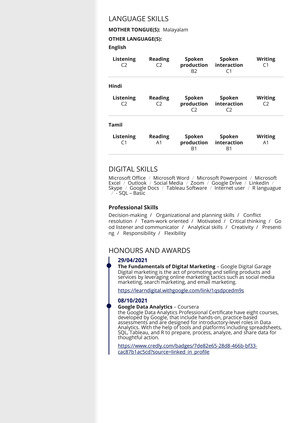 LANGUAGE SKILLS
MOTHER TONGUE(S): Malayalam
OTHER LANGUAGE(S):
English
Listening Reading Spoken production Spoken interaction Writing
C2 C2 B2 C1 C1
Hindi
Listening Reading Spoken production Spoken interaction Writing
C2 C2 C2 C2 C2
Tamil
Listening Reading Spoken production Spoken interaction Writing
C1 A1 B1 B1 A1
DIGITAL SKILLS
Microsoft Office / Microsoft Word / Microsoft Powerpoint / Microsoft
Excel / Outlook / Social Media / Zoom / Google Drive / LinkedIn /
Skype / Google Docs / Tableau Software / Internet user / R language
/ SQL – Basic
Professional Skills
Decision-making / Organizational and planning skills / Conflict
resolution / Team-work oriented / Motivated / Critical thinking / Go
od listener and communicator / Analytical skills / Creativity / Presenti
ng / Responsibility / Flexibility
HONOURS AND AWARDS
29/04/2021
The Fundamentals of Digital Marketing – Google Digital Garage
Digital marketing is the act of promoting and selling products and
services by leveraging online marketing tactics such as social media
marketing, search marketing, and email marketing.
https://learndigital.withgoogle.com/link/1qsdpcedm9s
08/10/2021
Google Data Analytics – Coursera
the Google Data Analytics Professional Certificate have eight courses,
developed by Google, that include hands-on, practice-based
assessments and are designed for introductory-level roles in Data
Analytics. With the help of tools and platforms including spreadsheets,
SQL, Tableau, and R to prepare, process, analyze, and share data for
thoughtful action.
https://www.credly.com/badges/7de82e65-28d8-466b-bf33-
cac87b1ac5cd?source=linked_in_profile